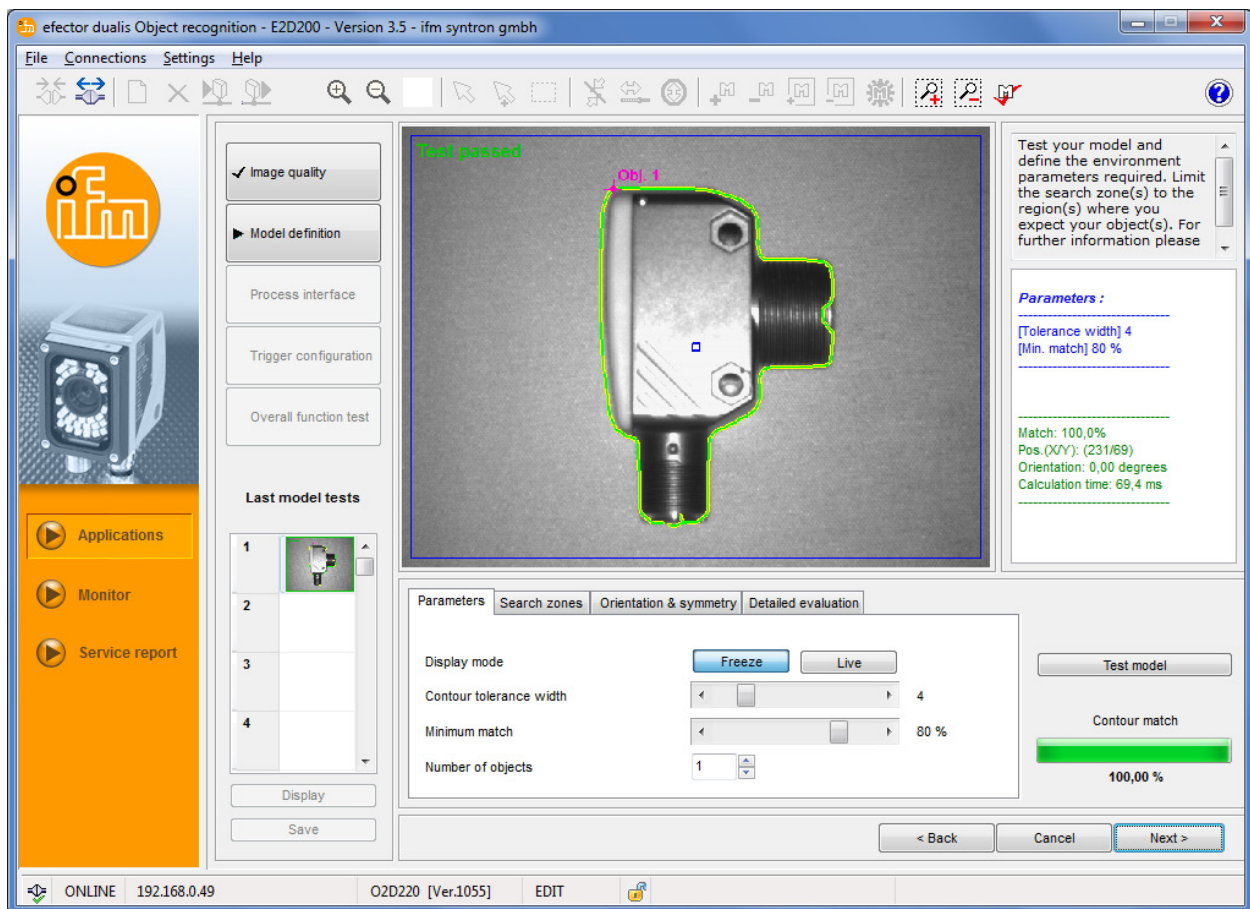 efector dualis Object recognition - E2D200 - Version 3.5 - ifm syntron gmbh
File Connections Settings Help
ifm
Applications
Monitor
Service report
✓ Image quality
► Model definition
Process interface
Trigger configuration
Overall function test
Last model tests
1
2
3
4
Display
Save
Test passed
Obj. 1
Test your model and
define the environment
parameters required. Limit
the search zone(s) to the
region(s) where you
expect your object(s). For
further information please
Parameters :
------------------------------
[Tolerance width] 4
[Min. match] 80 %
------------------------------
------------------------------
Match: 100,0%
Pos.(X/Y): (231/69)
Orientation: 0,00 degrees
Calculation time: 69,4 ms
------------------------------
Parameters Search zones Orientation & symmetry Detailed evaluation
Display mode Freeze Live
Contour tolerance width 4
Minimum match 80 %
Number of objects 1
Test model
Contour match
100,00 %
< Back Cancel Next >
ONLINE 192.168.0.49 O2D220 [Ver.1055] EDIT